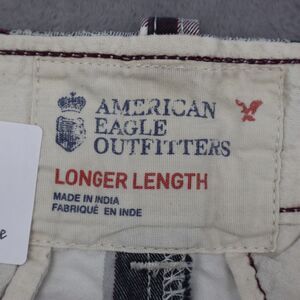 AMERICAN
EAGLE
OUTFITTERS
LONGER LENGTH
MADE IN INDIA
FABRIQUÉ EN INDE